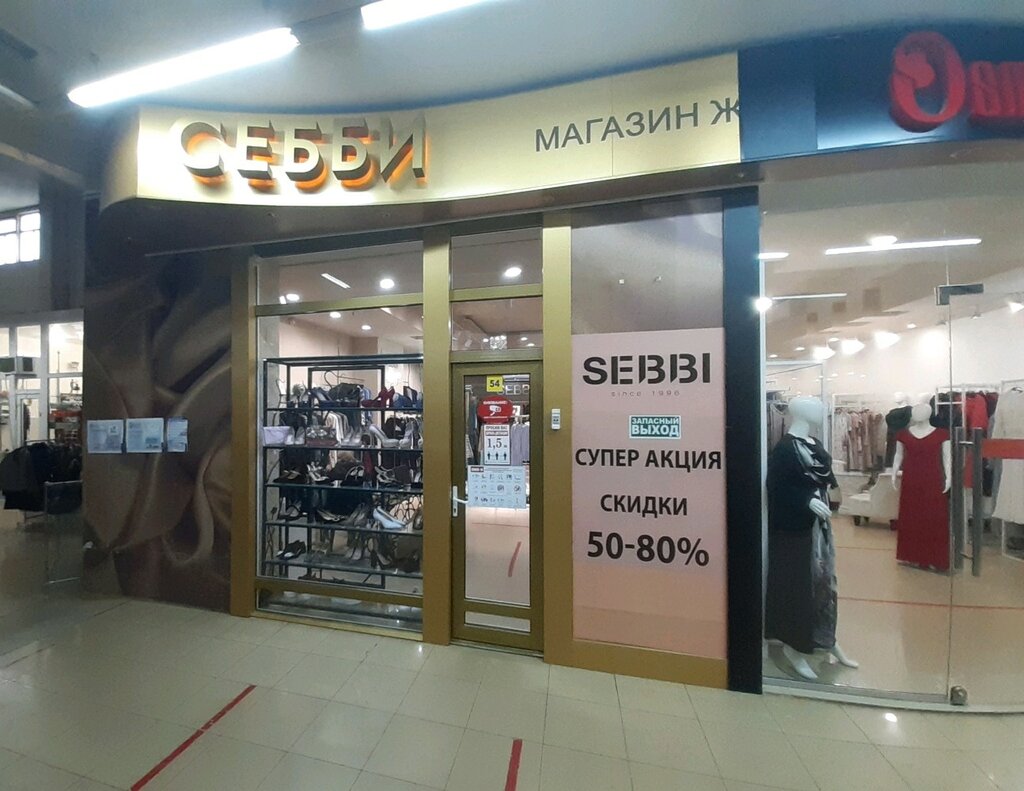 СЕББИ
МАГАЗИН Ж
SEBBI
since 1996
ЗАПАСНЫЙ
ВЫХОД
СУПЕР АКЦИЯ
СКИДКИ
50-80%
54
1,5